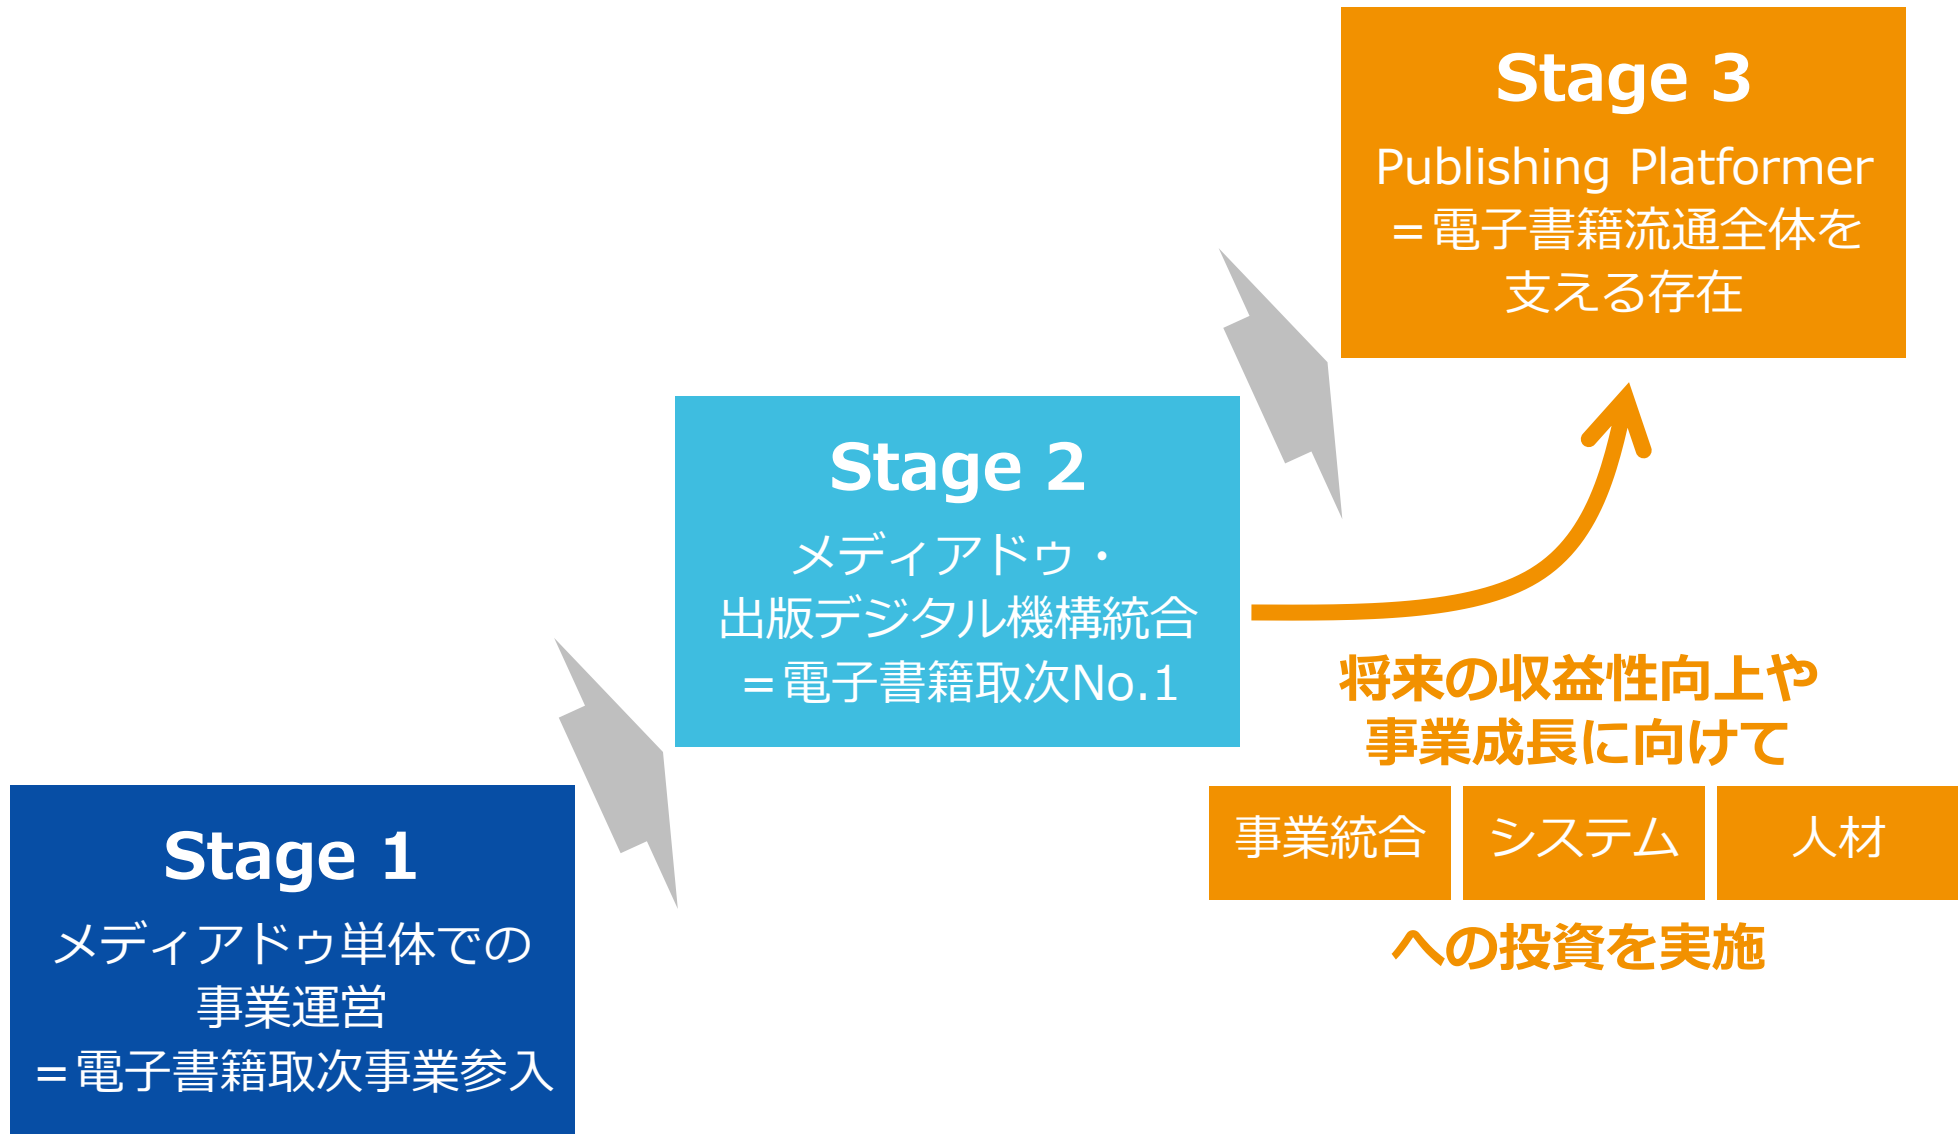 Stage 3
Publishing Platformer
＝電子書籍流通全体を
支える存在
Stage 2
メディアドゥ・
出版デジタル機構統合
＝電子書籍取次No.1
将来の収益性向上や
事業成長に向けて
事業統合
システム
人材
への投資を実施
Stage 1
メディアドゥ単体での
事業運営
＝電子書籍取次事業参入